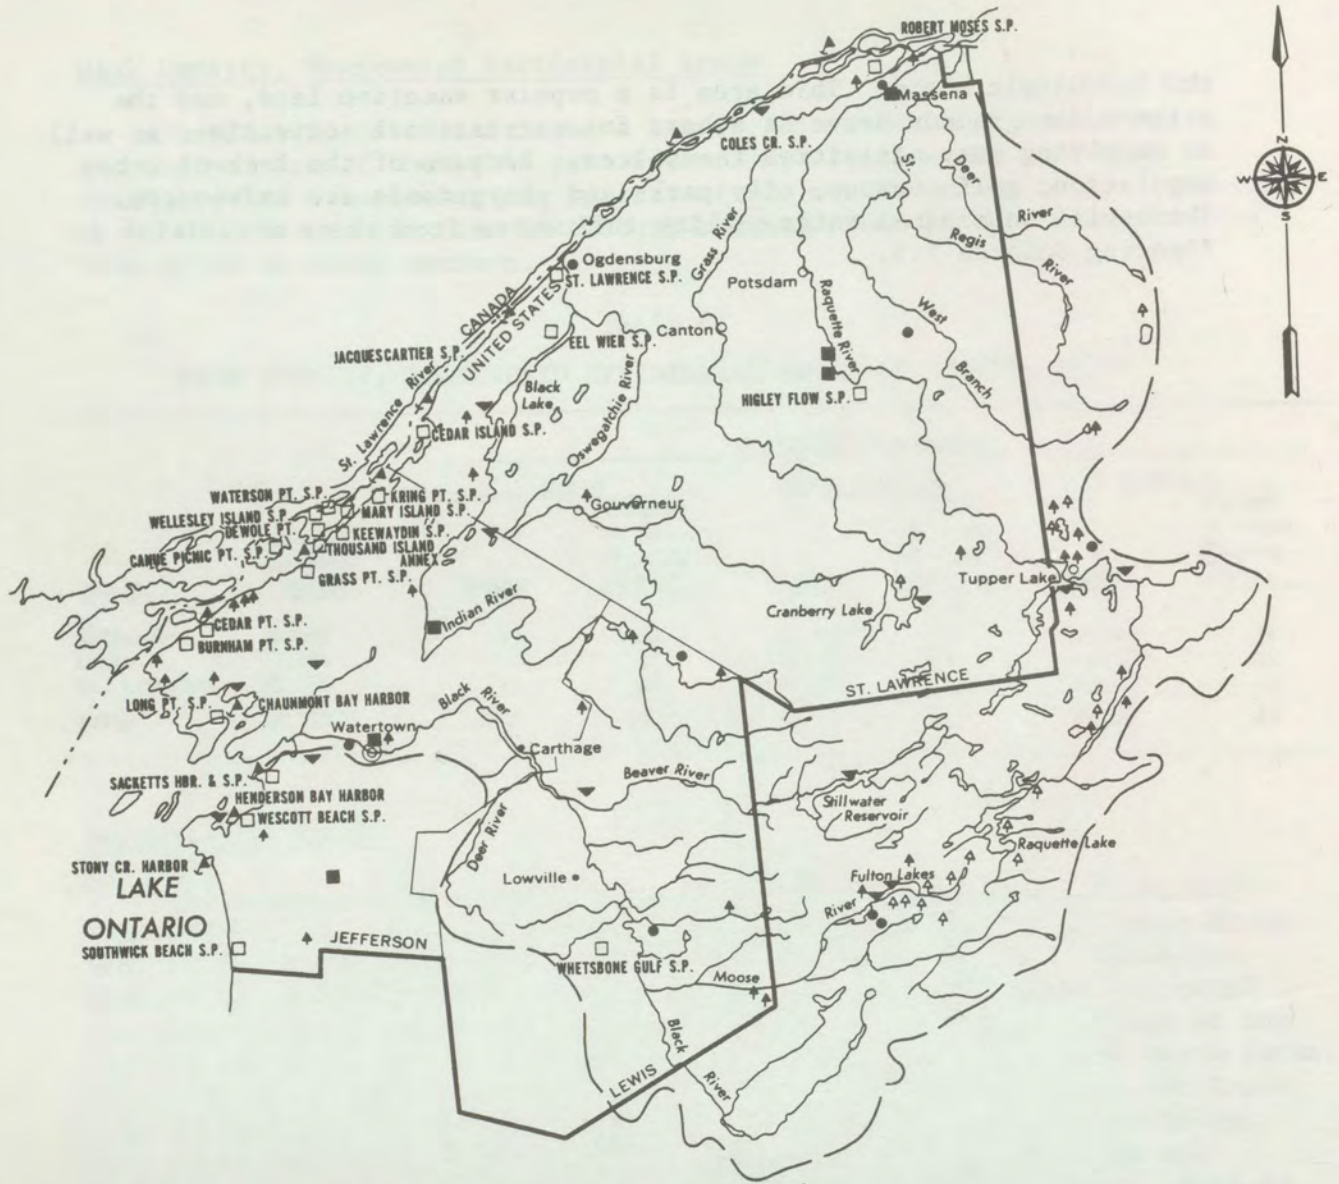 ROBERT MOSES S.P.
Massena
COLES CR. S.P.
N
W
E
S
St.
Regis
River
Deer
River
Grass River
Ogdensburg
ST. LAWRENCE S.P.
CANADA
UNITED STATES
Potsdam
Raquette River
West
Branch
Canton
EEL WIER S.P.
JACQUES CARTIER S.P.
St. Lawrence River
Black
Lake
Oswegatchie River
HIGLEY FLOW S.P.
CEDAR ISLAND S.P.
WATERSON PT. S.P.
KRING PT. S.P.
WELLESLEY ISLAND S.P.
MARY ISLAND S.P.
DEWOLE PT.
KEEWAYDIN S.P.
CANOE PICNIC PT. S.P.
THOUSAND ISLAND
ANNEX
GRASS PT. S.P.
Gouverneur
Tupper Lake
Cranberry Lake
Indian River
CEDAR PT. S.P.
BURNHAM PT. S.P.
ST. LAWRENCE
LONG PT. S.P.
CHAUNMONT BAY HARBOR
Watertown
Black
River
Carthage
Beaver River
Stillwater
Reservoir
SACKETTS HBR. & S.P.
HENDERSON BAY HARBOR
WESCOTT BEACH S.P.
Deer River
Raquette Lake
STONY CR. HARBOR
LAKE
ONTARIO
Lowville
Fulton Lakes
River
SOUTHWICK BEACH S.P.
JEFFERSON
WHETSBONE GULF S.P.
Moose
Black
River
LEWIS